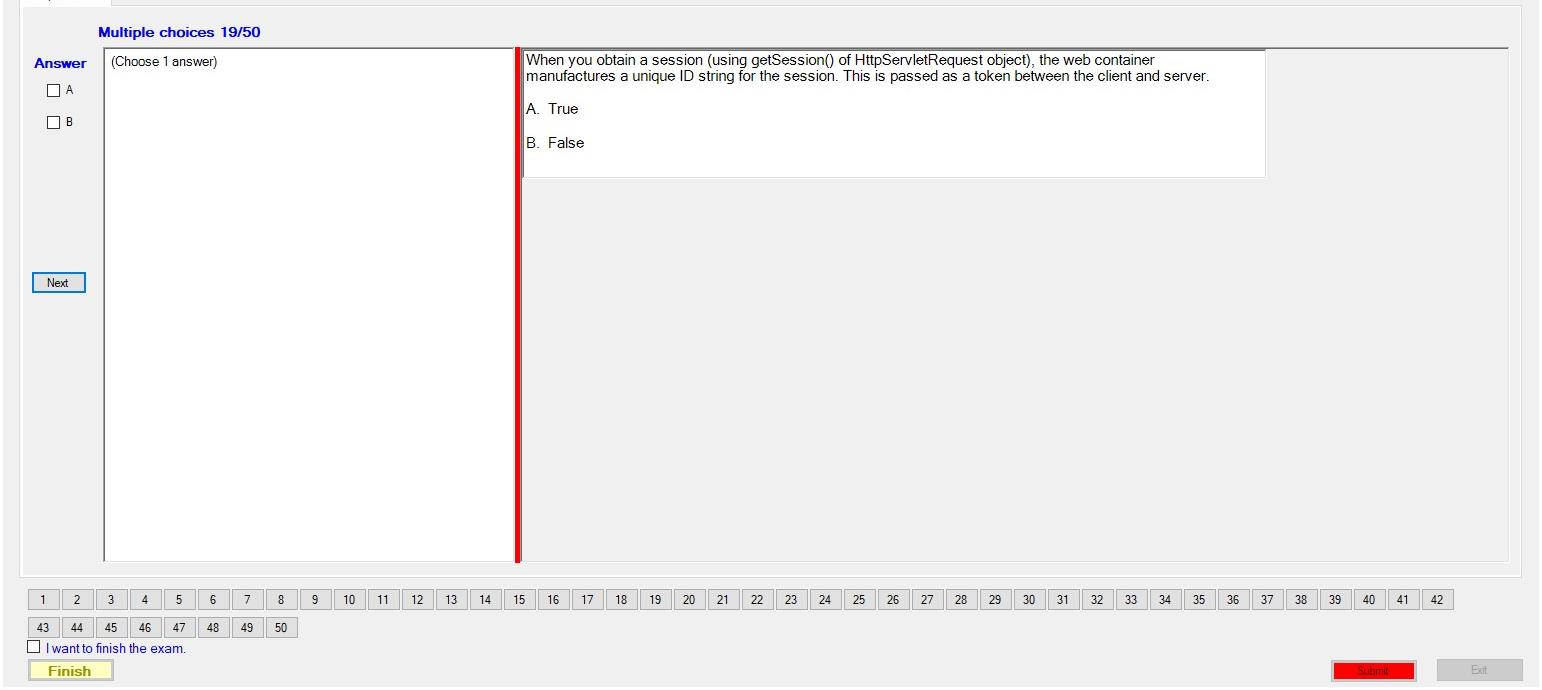 Multiple choices 19/50
Answer
A
B
Next
(Choose 1 answer)
When you obtain a session (using getSession() of HttpServletRequest object), the web container
manufactures a unique ID string for the session. This is passed as a token between the client and server.
A. True
B. False
1 2 3 4 5 6 7 8 9 10 11 12 13 14 15 16 17 18 19 20 21 22 23 24 25 26 27 28 29 30 31 32 33 34 35 36 37 38 39 40 41 42
43 44 45 46 47 48 49 50
I want to finish the exam.
Finish
Submit
Exit